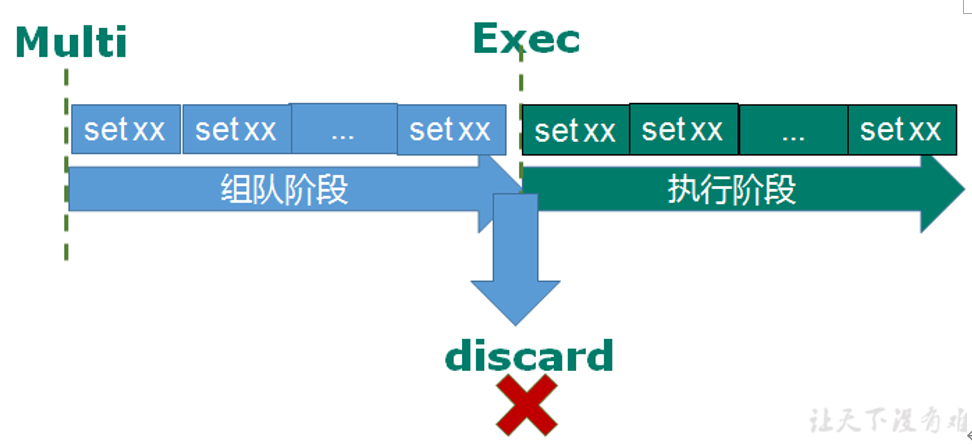 Multi
Exec
set xx set xx ... set xx set xx set xx ... set xx
组队阶段 执行阶段
discard
让天下没有难